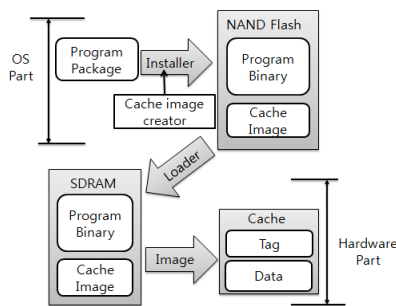 OS
Part
Program
Package
Installer
Cache image
creator
NAND Flash
Program
Binary
Cache
Image
Loader
SDRAM
Program
Binary
Cache
Image
Image
Cache
Tag
Data
Hardware
Part